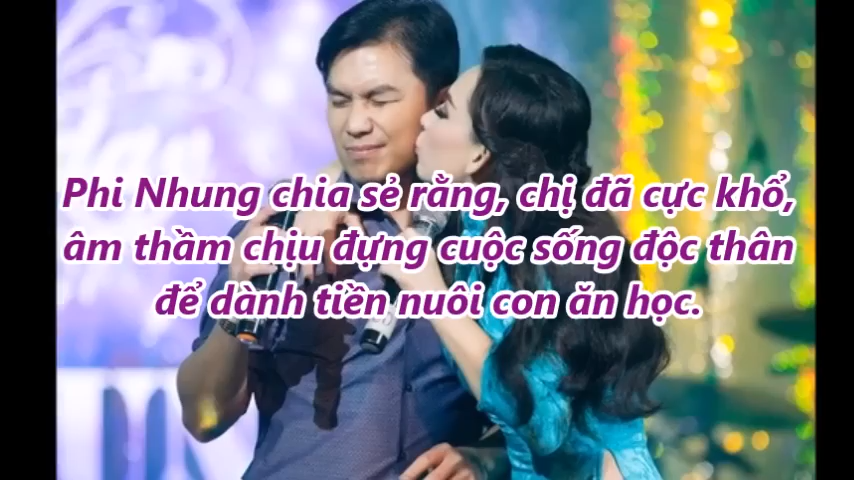 Phi Nhung chia sẻ rằng, chị đã cực khổ,
âm thầm chịu đựng cuộc sống độc thân
để dành tiền nuôi con ăn học.